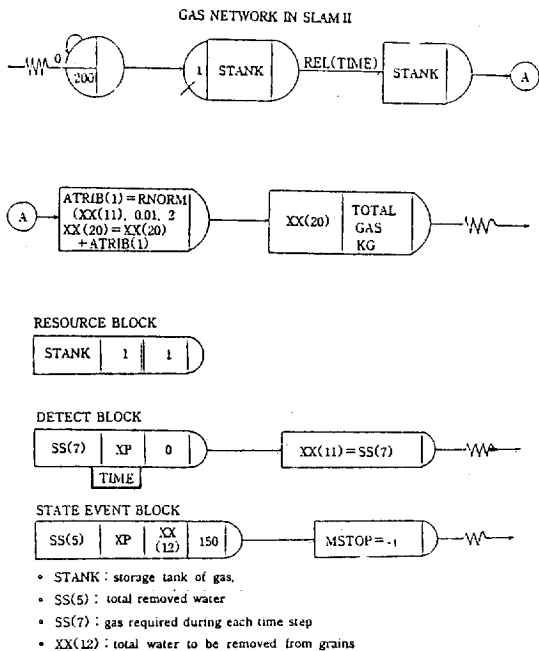 GAS NETWORK IN SLAM II
0
200
1 STANK
REL(TIME)
STANK
A
A
ATRIB(1)=RNORM
(XX(11), 0.01, 2
XX(20)=XX(20)
+ATRIB(1)
XX(20)
TOTAL
GAS
KG
RESOURCE BLOCK
STANK 1 1
DETECT BLOCK
SS(7) XP 0
TIME
XX(11)=SS(7)
STATE EVENT BLOCK
SS(5) XP XX
(12) 150
MSTOP=-1
• STANK : storage tank of gas,
• SS(5) : total removed water
• SS(7) : gas required during each time step
• XX(12) : total water to be removed from grains